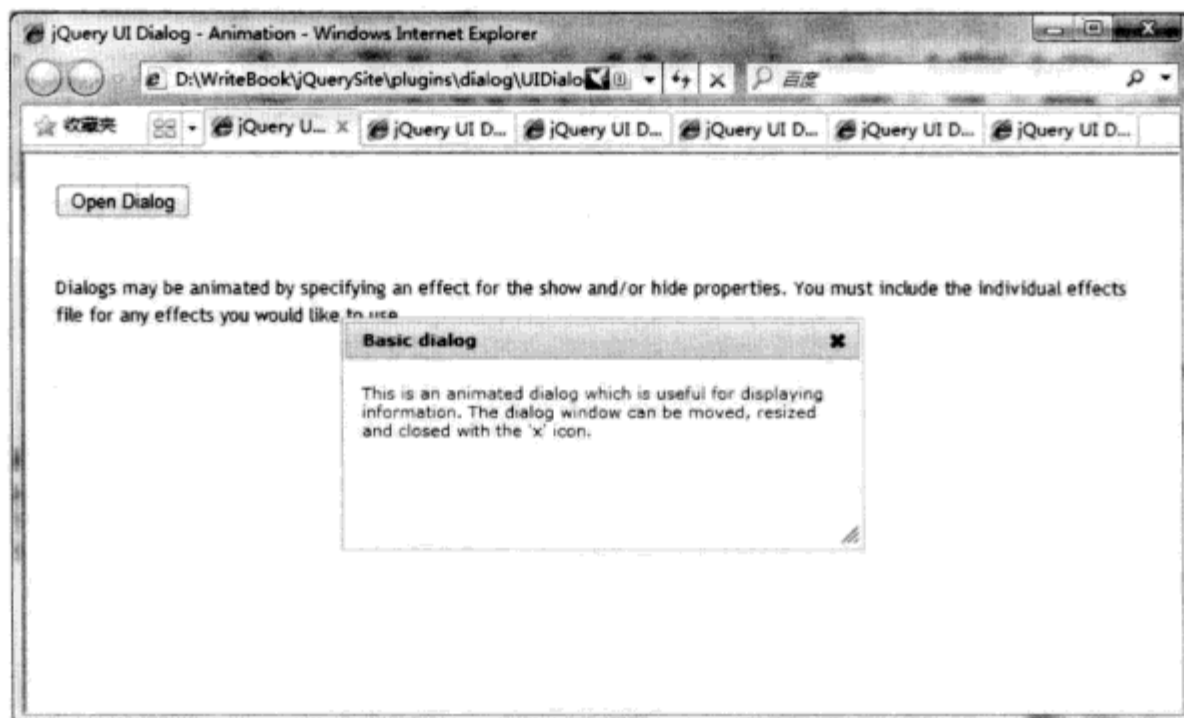 jQuery UI Dialog - Animation - Windows Internet Explorer
D:\WriteBook\jQuerySite\plugins\dialog\UIDialo
百度
收藏夹
jQuery U...
jQuery UI D...
jQuery UI D...
jQuery UI D...
jQuery UI D...
jQuery UI D...
Open Dialog
Dialogs may be animated by specifying an effect for the show and/or hide properties. You must include the individual effects
file for any effects you would like to use
Basic dialog
This is an animated dialog which is useful for displaying
information. The dialog window can be moved, resized
and closed with the 'x' icon.